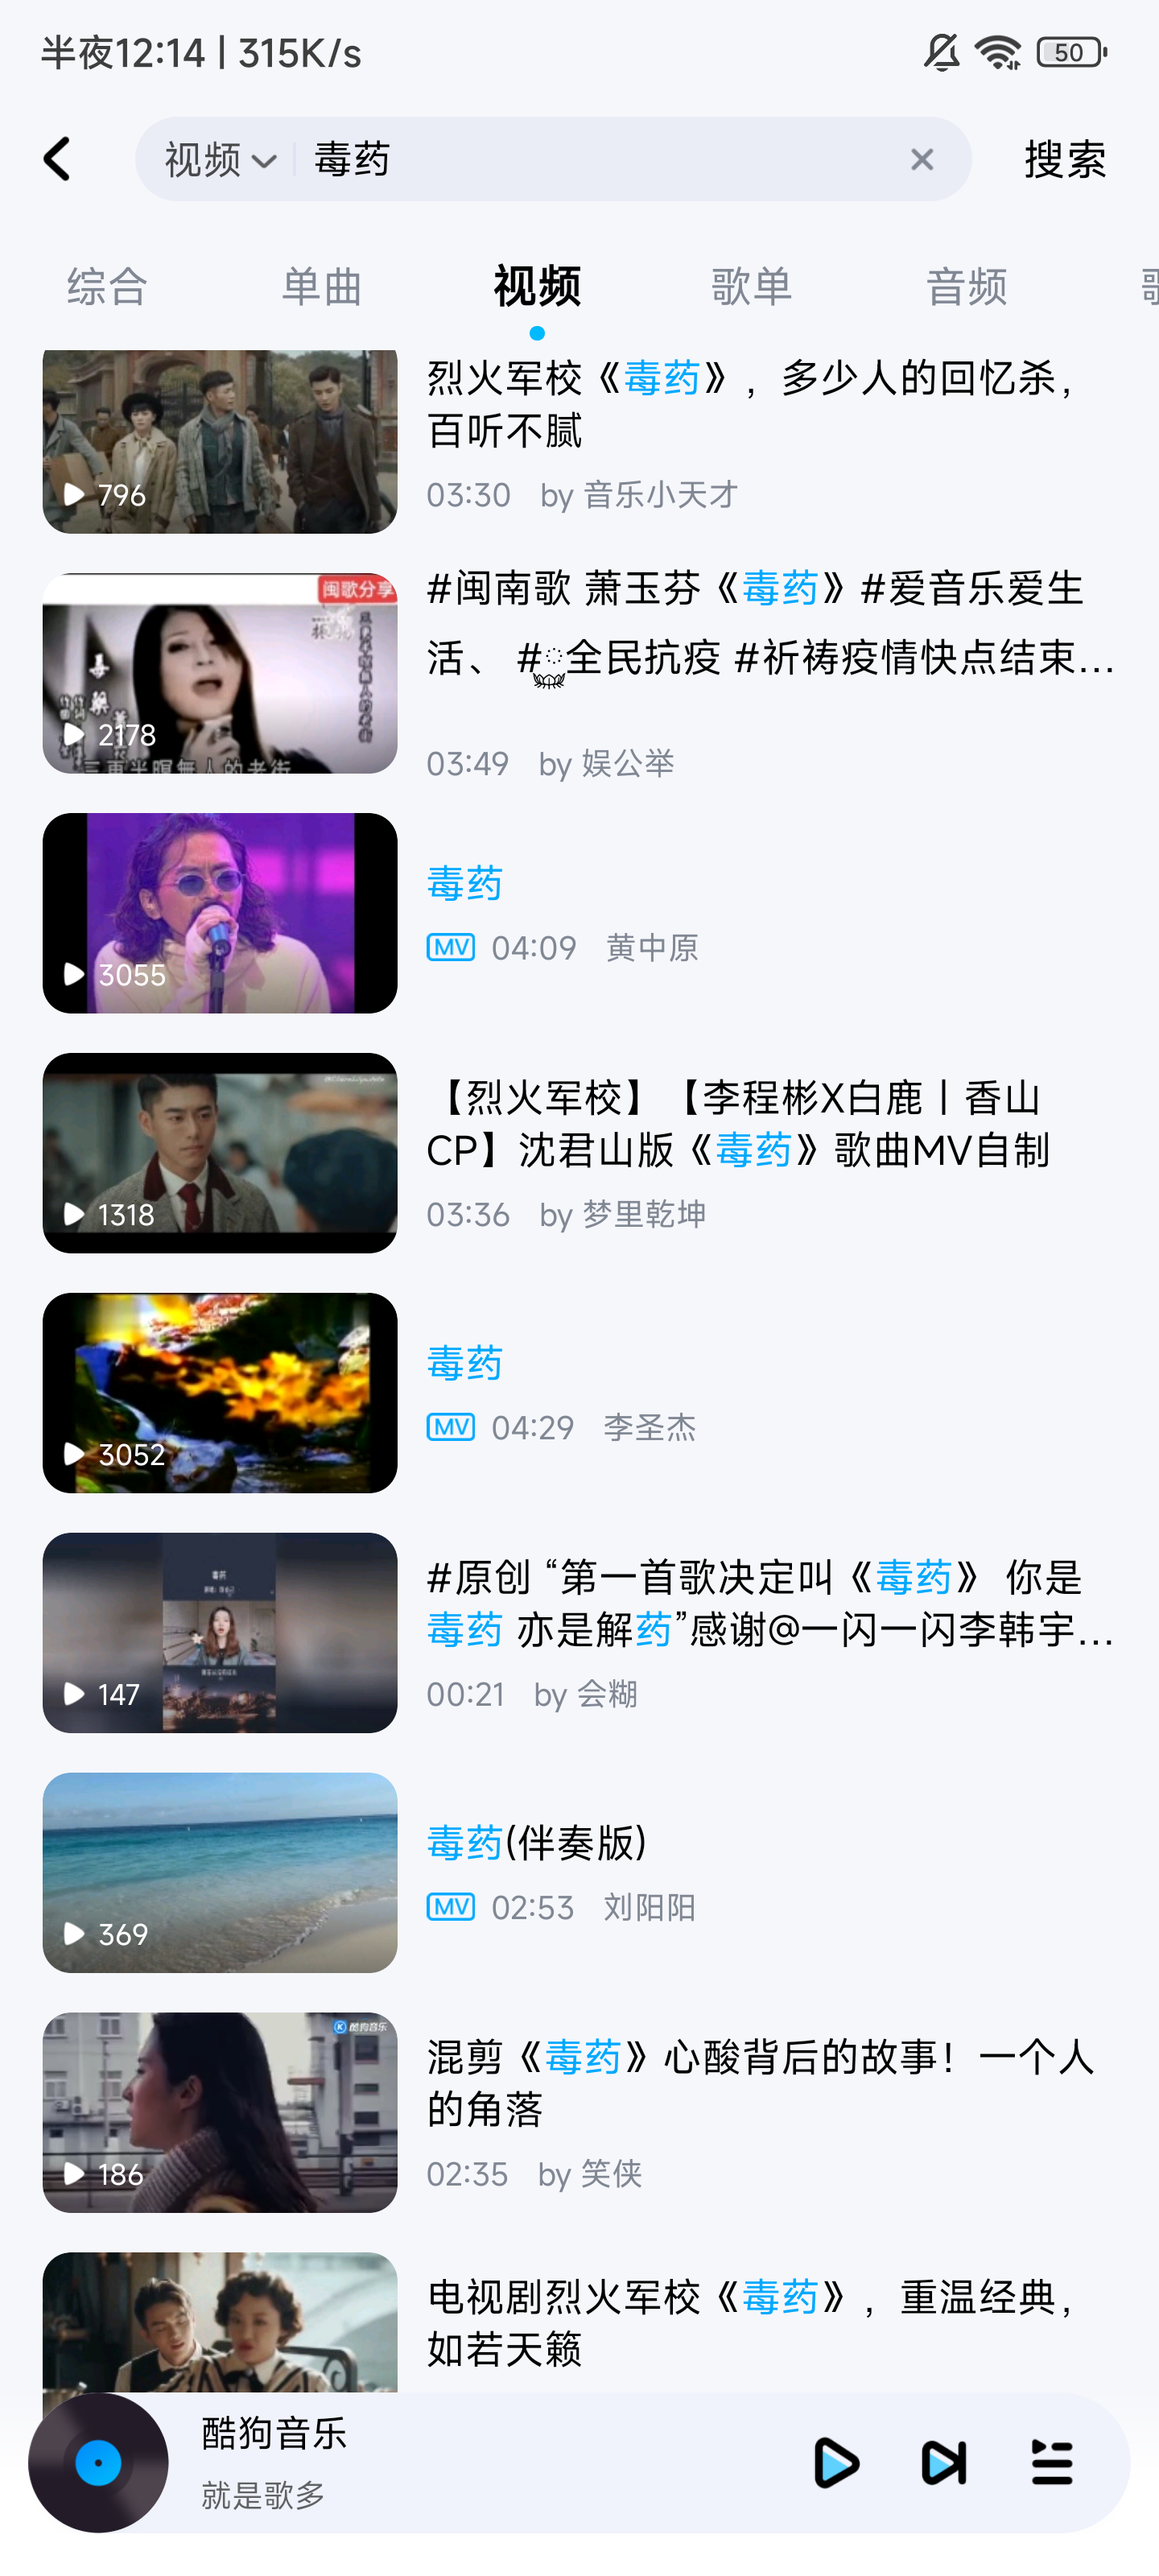 半夜12:14 | 315K/s
50
视频
毒药
搜索
综合
单曲
视频
歌单
音频
796
烈火军校《毒药》，多少人的回忆杀，
百听不腻
03:30 by 音乐小天才
闽歌分享
2178
三更半暝無人的老街
#闽南歌 萧玉芬《毒药》#爱音乐爱生
活、 #全民抗疫 #祈祷疫情快点结束...
03:49 by 娱公举
3055
毒药
MV 04:09 黄中原
1318
【烈火军校】【李程彬X白鹿丨香山
CP】沈君山版《毒药》歌曲MV自制
03:36 by 梦里乾坤
3052
毒药
MV 04:29 李圣杰
147
#原创 “第一首歌决定叫《毒药》 你是
毒药 亦是解药”感谢@一闪一闪李韩宇...
00:21 by 会糊
369
毒药(伴奏版)
MV 02:53 刘阳阳
酷狗音乐
186
混剪《毒药》心酸背后的故事！一个人
的角落
02:35 by 笑侠
电视剧烈火军校《毒药》，重温经典，
如若天籁
酷狗音乐
就是歌多